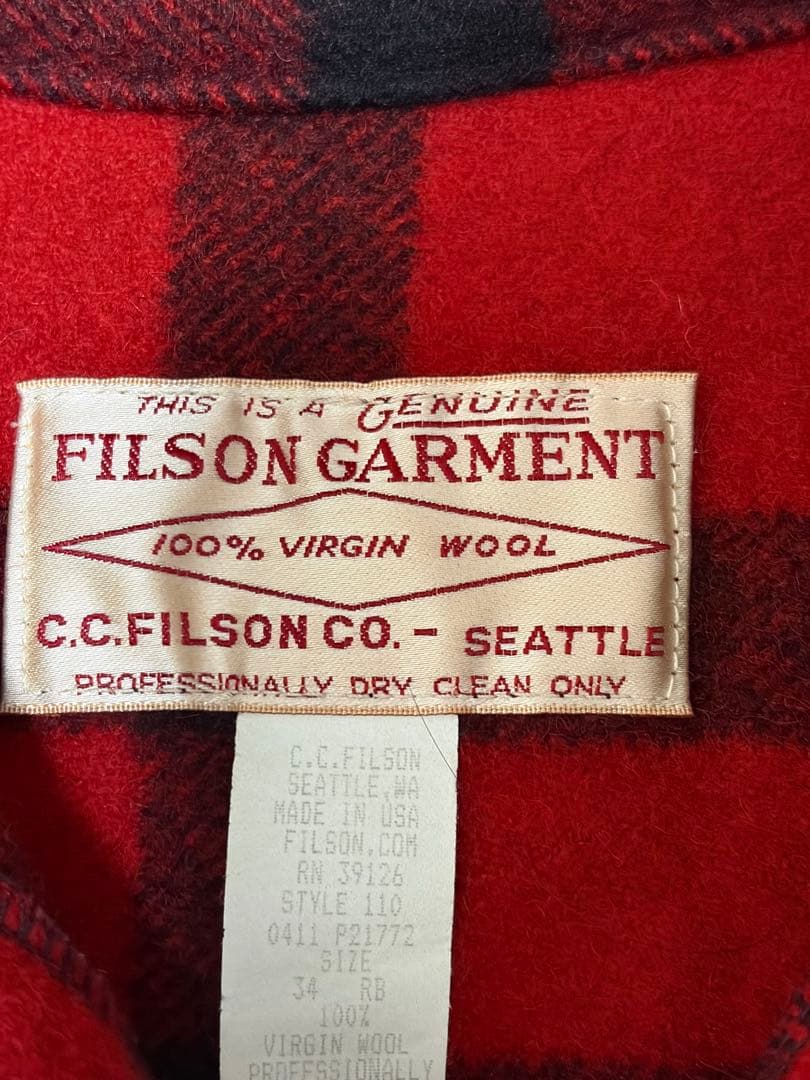 THIS IS A GENUINE
FILSON GARMENT
100% VIRGIN WOOL
C.C.FILSON CO. - SEATTLE
PROFESSIONALLY DRY CLEAN ONLY
C.C.FILSON
SEATTLE,WA
MADE IN USA
FILSON.COM
RN 39126
STYLE 110
0411 P21772
SIZE
34 RB
100%
VIRGIN WOOL
PROFESSIONALLY